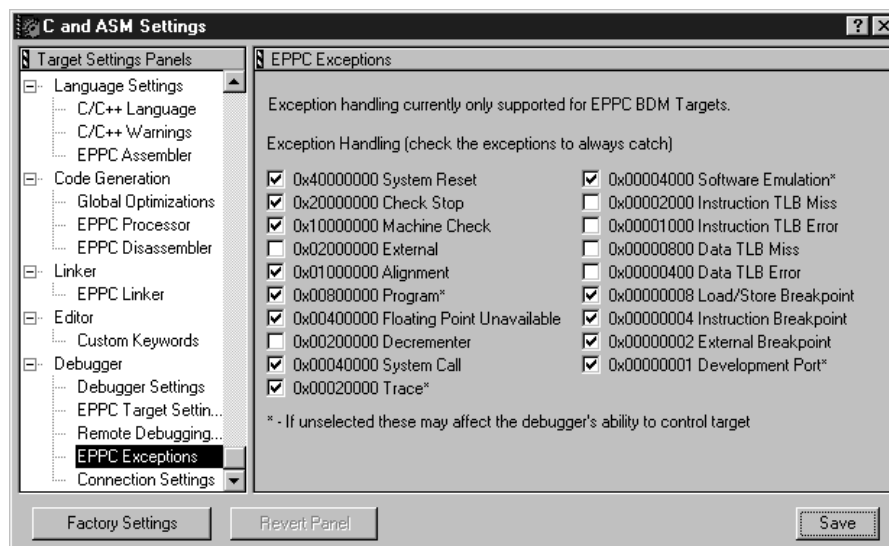 C and ASM Settings
Target Settings Panels
Language Settings
C/C++ Language
C/C++ Warnings
EPPC Assembler
Code Generation
Global Optimizations
EPPC Processor
EPPC Disassembler
Linker
EPPC Linker
Editor
Custom Keywords
Debugger
Debugger Settings
EPPC Target Settin...
Remote Debugging...
EPPC Exceptions
Connection Settings
EPPC Exceptions
Exception handling currently only supported for EPPC BDM Targets.
Exception Handling (check the exceptions to always catch)
0x40000000 System Reset
0x20000000 Check Stop
0x10000000 Machine Check
0x02000000 External
0x01000000 Alignment
0x00800000 Program*
0x00400000 Floating Point Unavailable
0x00200000 Decrementer
0x00040000 System Call
0x00020000 Trace*
0x00004000 Software Emulation*
0x00002000 Instruction TLB Miss
0x00001000 Instruction TLB Error
0x00000800 Data TLB Miss
0x00000400 Data TLB Error
0x00000008 Load/Store Breakpoint
0x00000004 Instruction Breakpoint
0x00000002 External Breakpoint
0x00000001 Development Port*
* - If unselected these may affect the debugger's ability to control target
Factory Settings
Revert Panel
Save